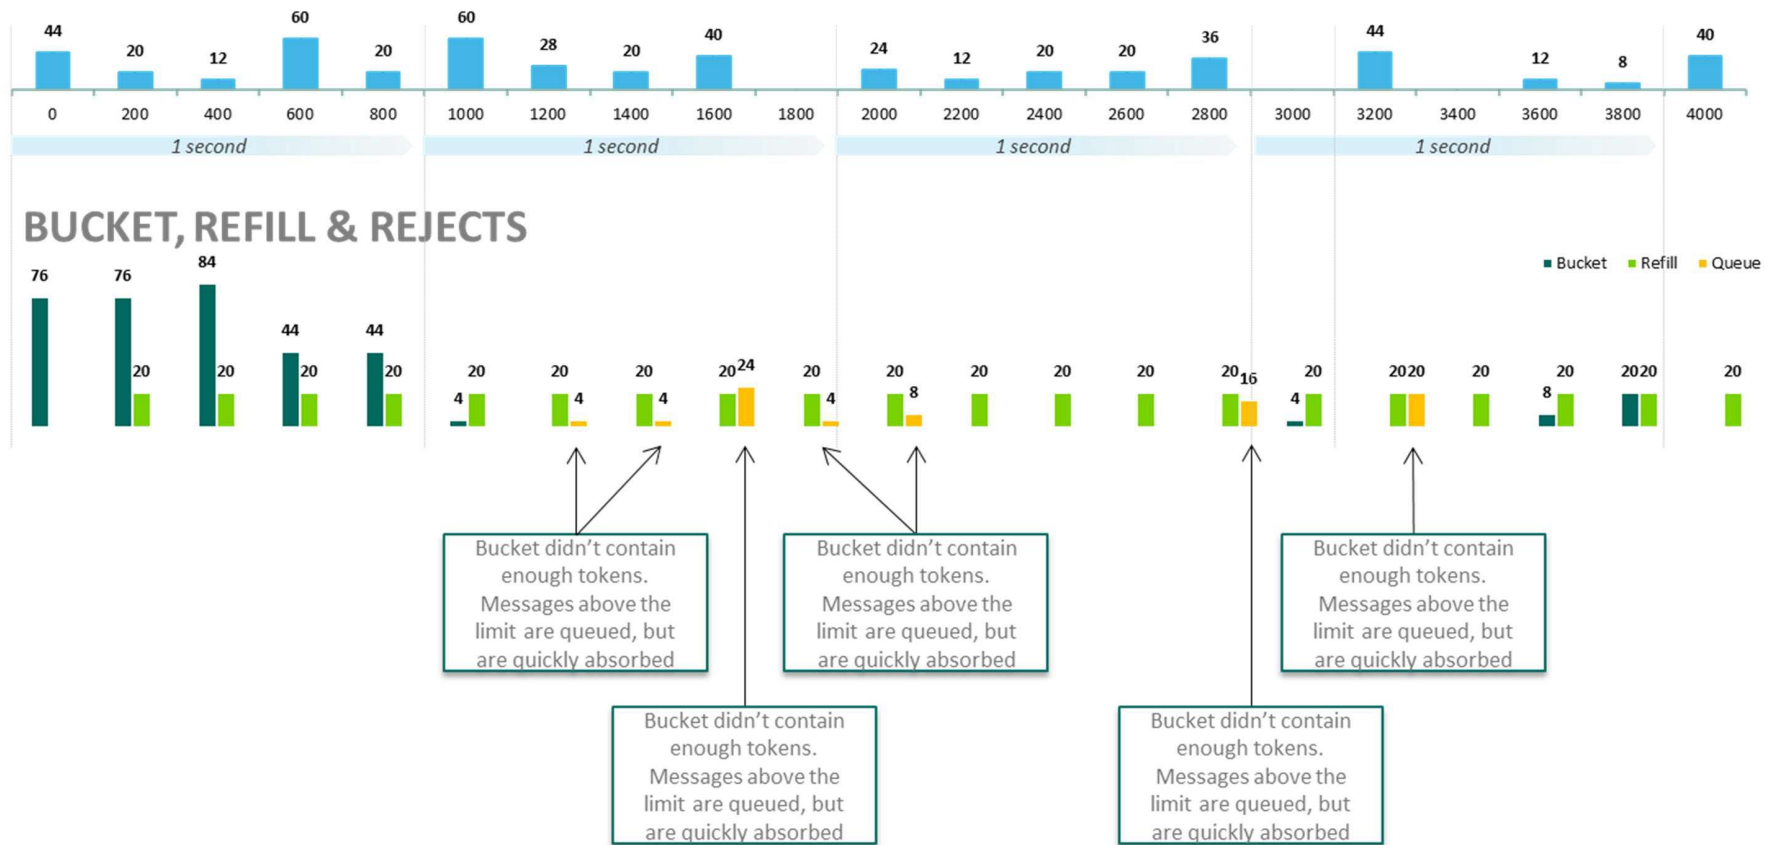 44 20 12 60 20 60 28 20 40 24 12 20 20 36 44 12 8 40
0 200 400 600 800 1000 1200 1400 1600 1800 2000 2200 2400 2600 2800 3000 3200 3400 3600 3800 4000
1 second 1 second 1 second 1 second
BUCKET, REFILL & REJECTS
Bucket Refill Queue
76 76 20 84 20 44 20 44 20 4 20 20 4 20 4 20 24 20 4 20 8 20 20 20 20 16 4 20 20 20 20 8 20 20 20 20
Bucket didn't contain
enough tokens.
Messages above the
limit are queued, but
are quickly absorbed
Bucket didn't contain
enough tokens.
Messages above the
limit are queued, but
are quickly absorbed
Bucket didn't contain
enough tokens.
Messages above the
limit are queued, but
are quickly absorbed
Bucket didn't contain
enough tokens.
Messages above the
limit are queued, but
are quickly absorbed
Bucket didn't contain
enough tokens.
Messages above the
limit are queued, but
are quickly absorbed